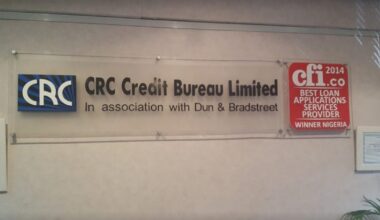 CRC
CRC Credit Bureau Limited
In association with Dun & Bradstreet
cfi.co
2014
BEST LOAN
APPLICATIONS
SERVICES
PROVIDER
WINNER NIGERIA